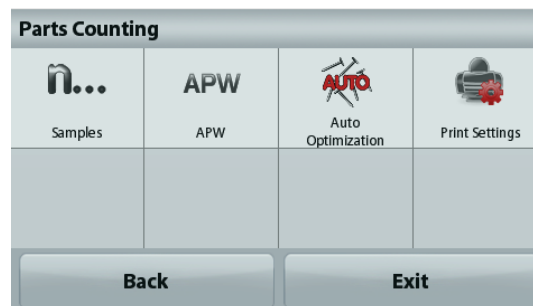 Parts Counting
n...
APW
AUTO
Samples
APW
Auto
Optimization
Print Settings
Back
Exit